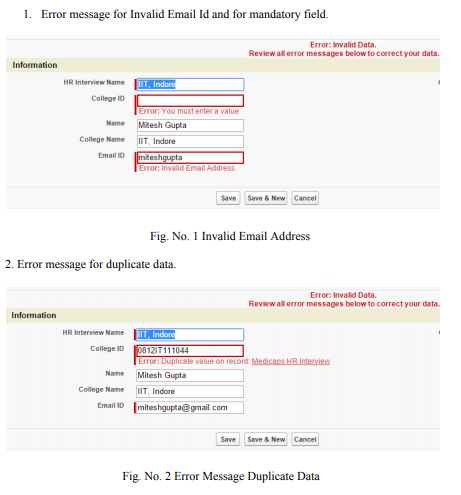 1. Error message for Invalid Email Id and for mandatory field.
Error: Invalid Data.
Review all error messages below to correct your data.
Information
HR Interview Name IIT, Indore
College ID
Error: You must enter a value
Name Mitesh Gupta
College Name IIT, Indore
Email ID miteshgupta
Error: Invalid Email Address.
Save Save & New Cancel
Fig. No. 1 Invalid Email Address
2. Error message for duplicate data.
Error: Invalid Data.
Review all error messages below to correct your data.
Information
HR Interview Name IIT, Indore
College ID 0812IT111044
Error: Duplicate value on record: Medicaps HR Interview
Name Mitesh Gupta
College Name IIT, Indore
Email ID miteshgupta@gmail.com
Save Save & New Cancel
Fig. No. 2 Error Message Duplicate Data